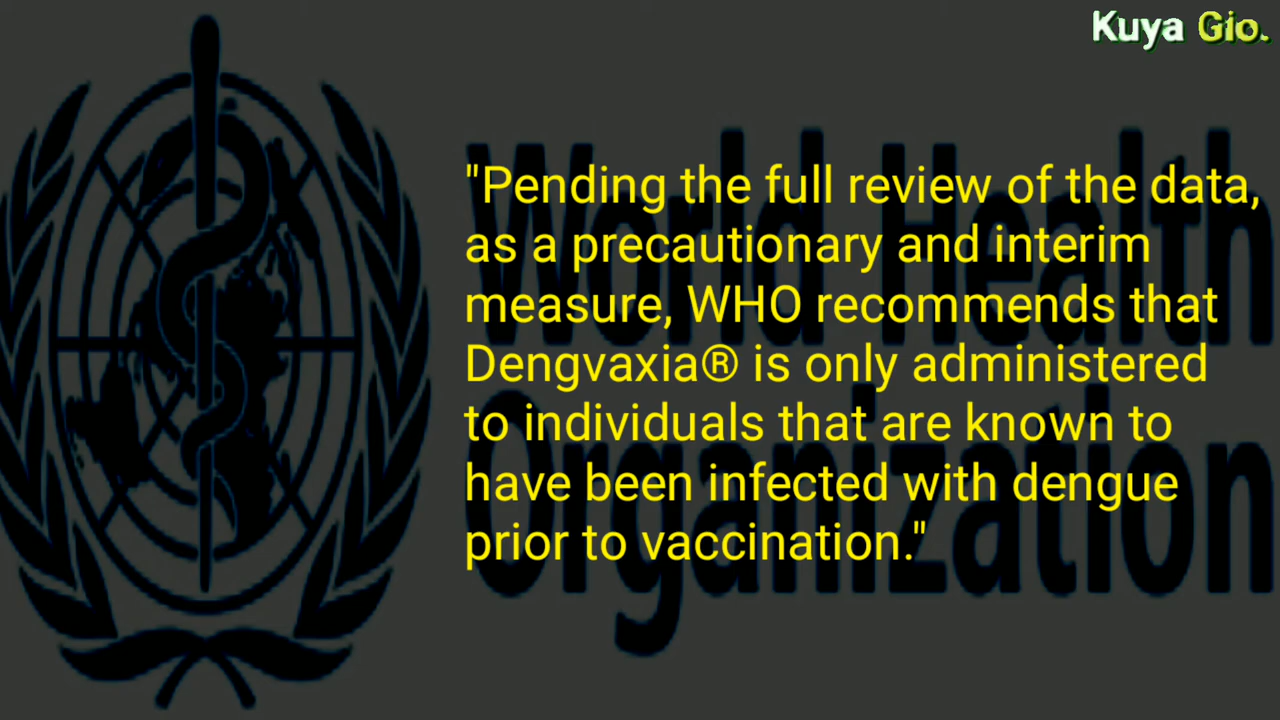 Kuya Gio.
"Pending the full review of the data,
as a precautionary and interim
measure, WHO recommends that
Dengvaxia® is only administered
to individuals that are known to
have been infected with dengue
prior to vaccination."
World Health
Organization